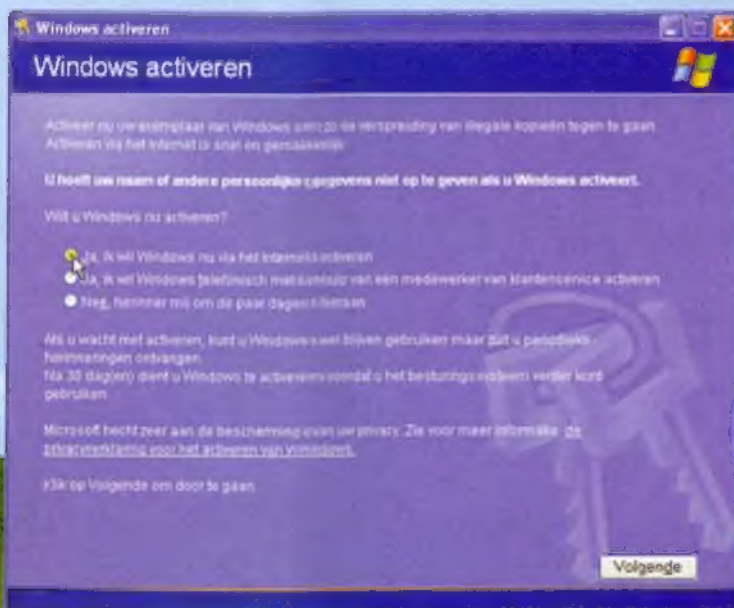 Windows activeren
Windows activeren
Activeer nu uw exemplaar van Windows om zo de verspreiding van illegale kopieën tegen te gaan.
Activeren via het Internet is snel en gemakkelijk.
U hoeft uw naam of andere persoonlijke gegevens niet op te geven als u Windows activeert.
Wilt u Windows nu activeren?
Ja, ik wil Windows nu via het Internet activeren
Ja, ik wil Windows telefonisch met behulp van een medewerker van klantenservice activeren
Nee, herinner mij om de paar dagen hieraan
Als u wacht met activeren, kunt u Windows wel blijven gebruiken maar zult u periodieke
herinneringen ontvangen.
Na 30 dag(en) dient u Windows te activeren voordat u het besturingssysteem verder kunt
gebruiken.
Microsoft hecht zeer aan de bescherming van uw privacy. Zie voor meer informatie de
privacyverklaring voor het activeren van Windows.
Klik op Volgende om door te gaan.
Volgende